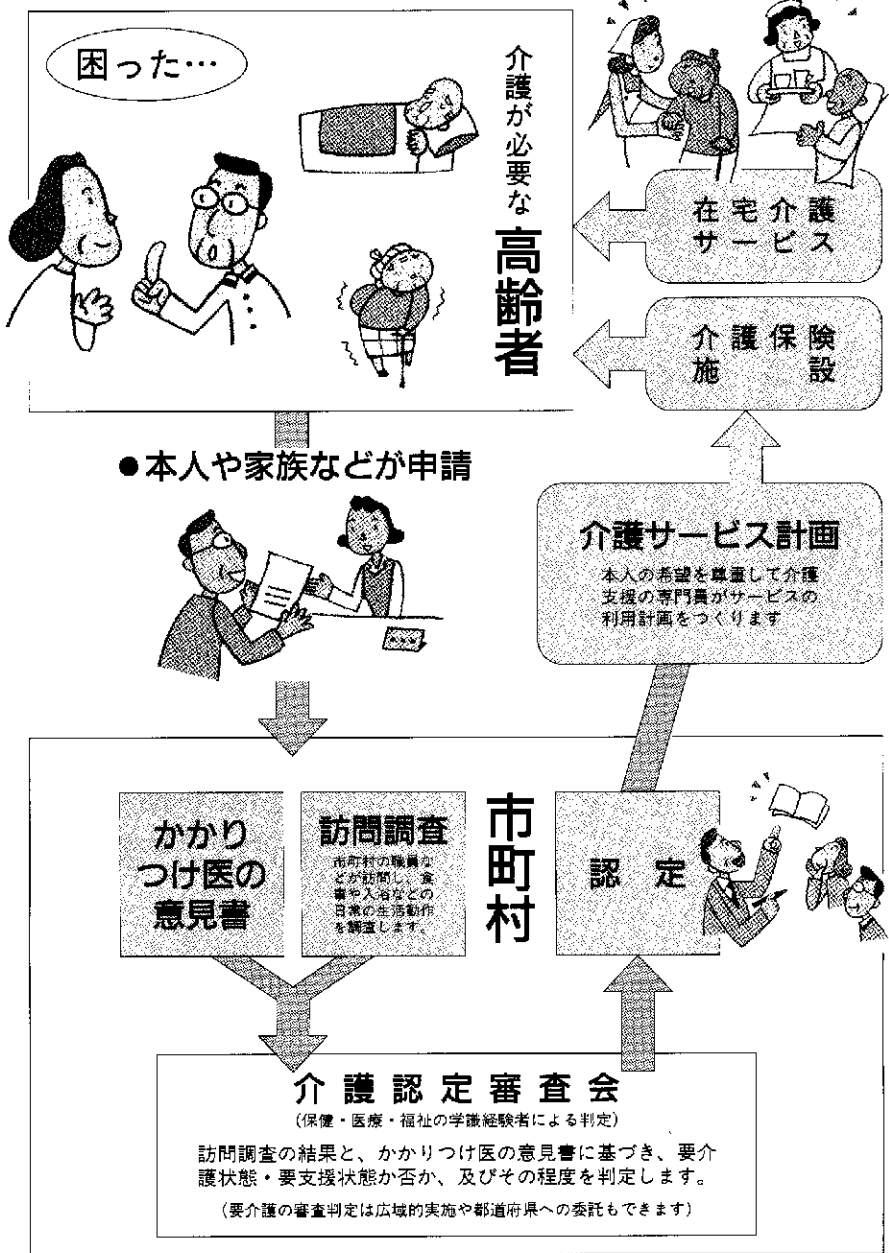 困った…
介護が必要な
高齢者
在宅介護
サービス
介護保険
施設
●本人や家族などが申請
介護サービス計画
本人の希望を尊重して介護
支援の専門員がサービスの
利用計画をつくります
かかり
つけ医の
意見書
訪問調査
市町村の職員な
どが訪問し、食
事や入浴などの
日常の生活動作
を調査します。
市町村
認定
介護認定審査会
(保健・医療・福祉の学識経験者による判定)
訪問調査の結果と、かかりつけ医の意見書に基づき、要介
護状態・要支援状態か否か、及びその程度を判定します。
(要介護の審査判定は広域的実施や都道府県への委託もできます)